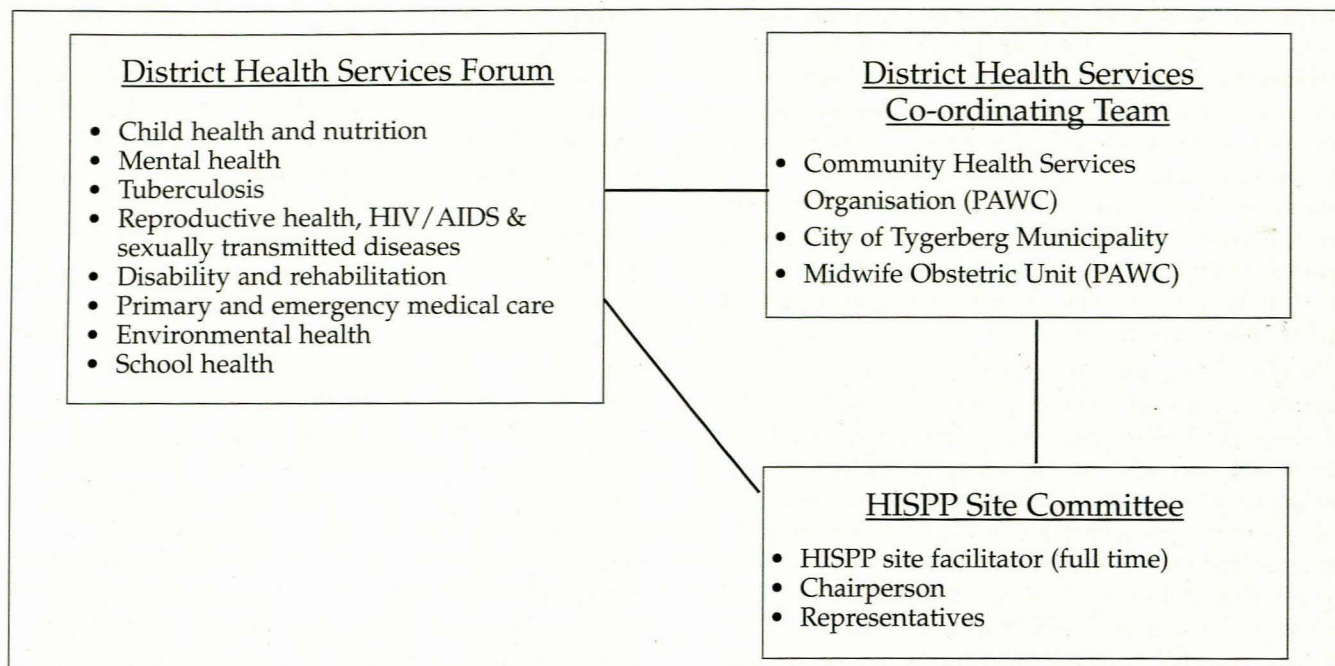 District Health Services Forum
• Child health and nutrition
• Mental health
• Tuberculosis
• Reproductive health, HIV/AIDS &
sexually transmitted diseases
• Disability and rehabilitation
• Primary and emergency medical care
• Environmental health
• School health
District Health Services
Co-ordinating Team
• Community Health Services
Organisation (PAWC)
• City of Tygerberg Municipality
• Midwife Obstetric Unit (PAWC)
HISPP Site Committee
• HISPP site facilitator (full time)
• Chairperson
• Representatives